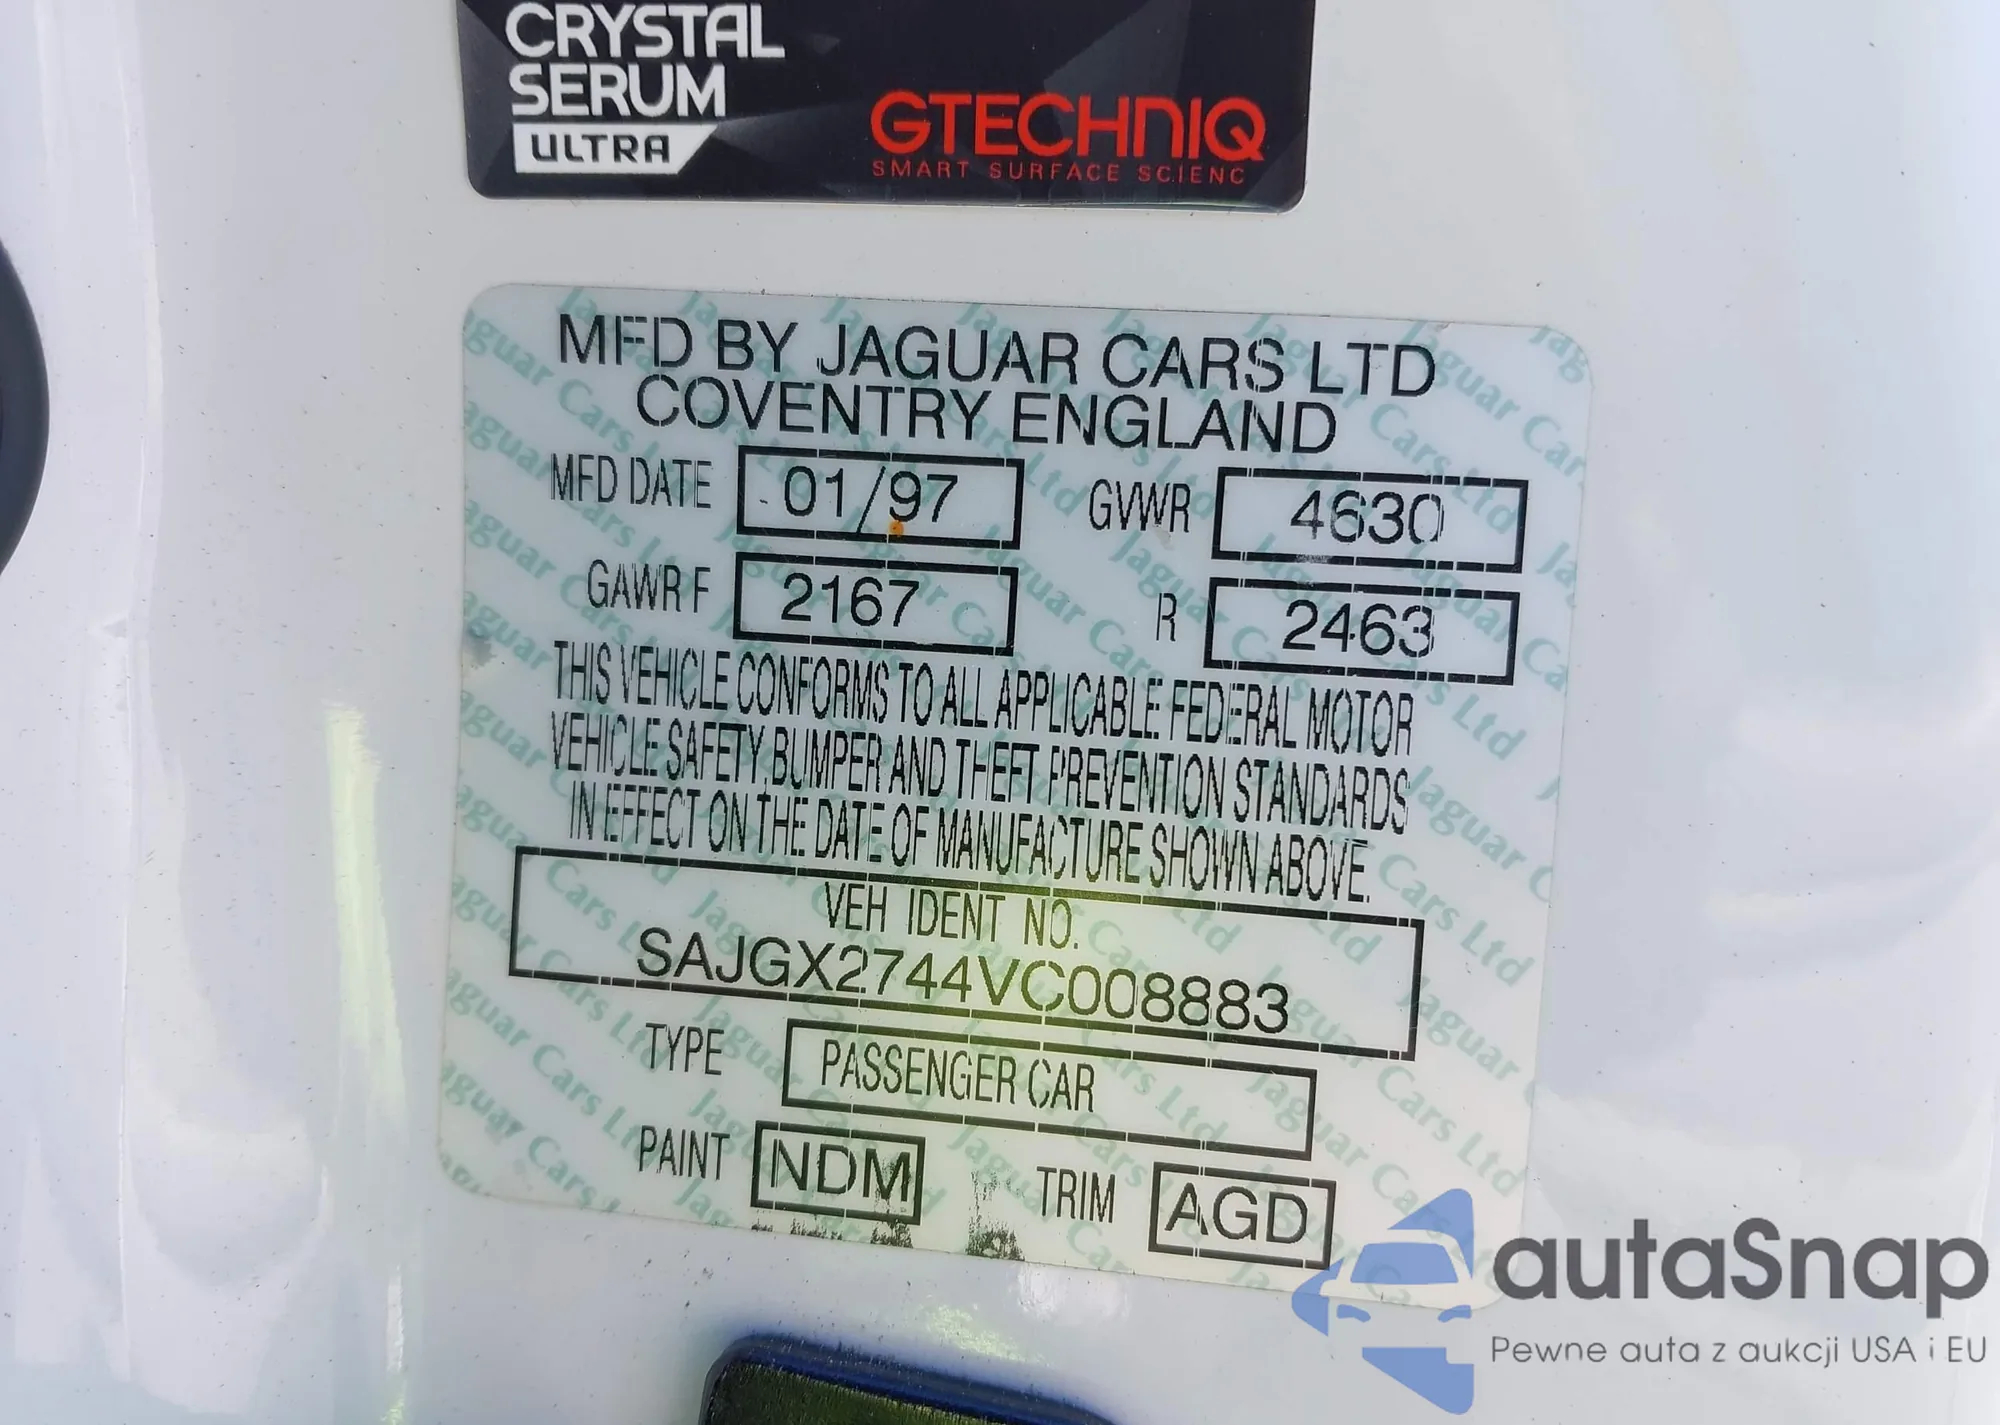 CRYSTAL
SERUM
ULTRA
GTECHNIQ
SMART SURFACE SCIENC
MFD BY JAGUAR CARS LTD
COVENTRY ENGLAND
MFD DATE 01/97 GVWR 4630
GAWR F 2167 R 2463
THIS VEHICLE CONFORMS TO ALL APPLICABLE FEDERAL MOTOR
VEHICLE SAFETY, BUMPER AND THEFT PREVENTION STANDARDS
IN EFFECT ON THE DATE OF MANUFACTURE SHOWN ABOVE.
VEH IDENT NO.
SAJGX2744VC008883
TYPE PASSENGER CAR
PAINT NDM TRIM AGD
autaSnap
Pewne auta z aukcji USA i EU